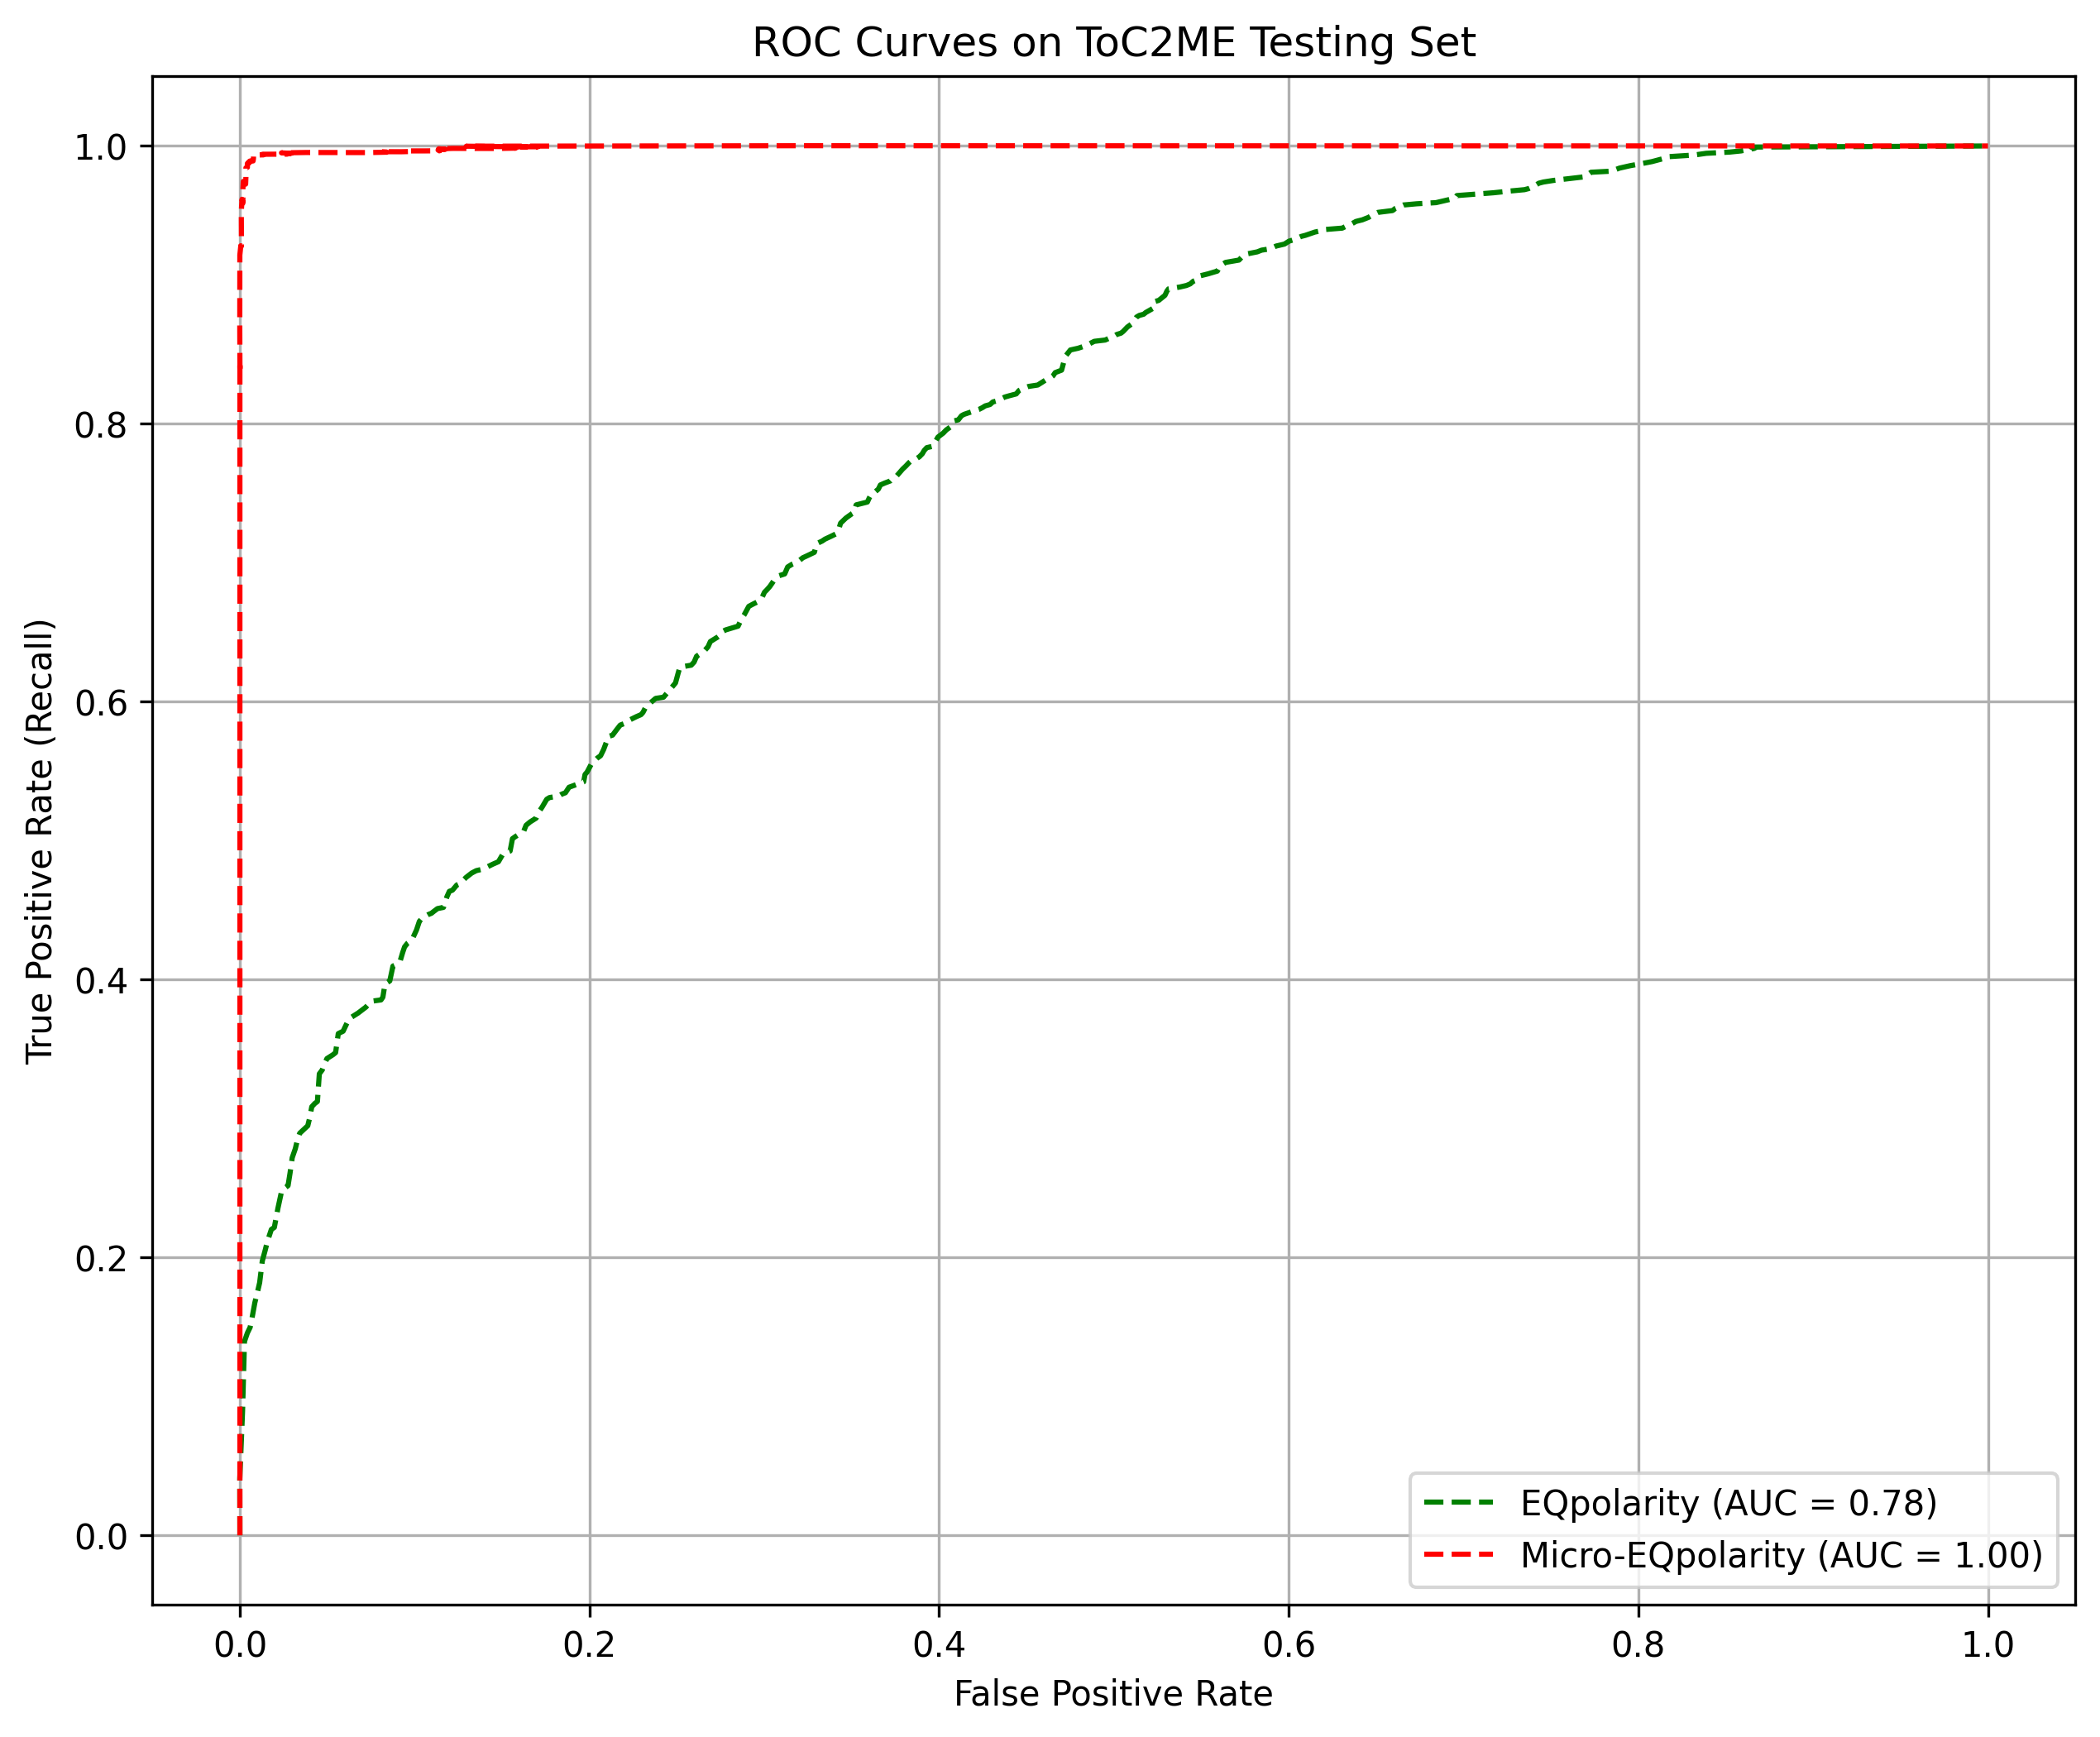 ROC Curves on ToC2ME Testing Set
True Positive Rate (Recall)
1.0
0.8
0.6
0.4
0.2
0.0
EQpolarity (AUC = 0.78)
Micro-EQpolarity (AUC = 1.00)
0.0 0.2 0.4 0.6 0.8 1.0
False Positive Rate